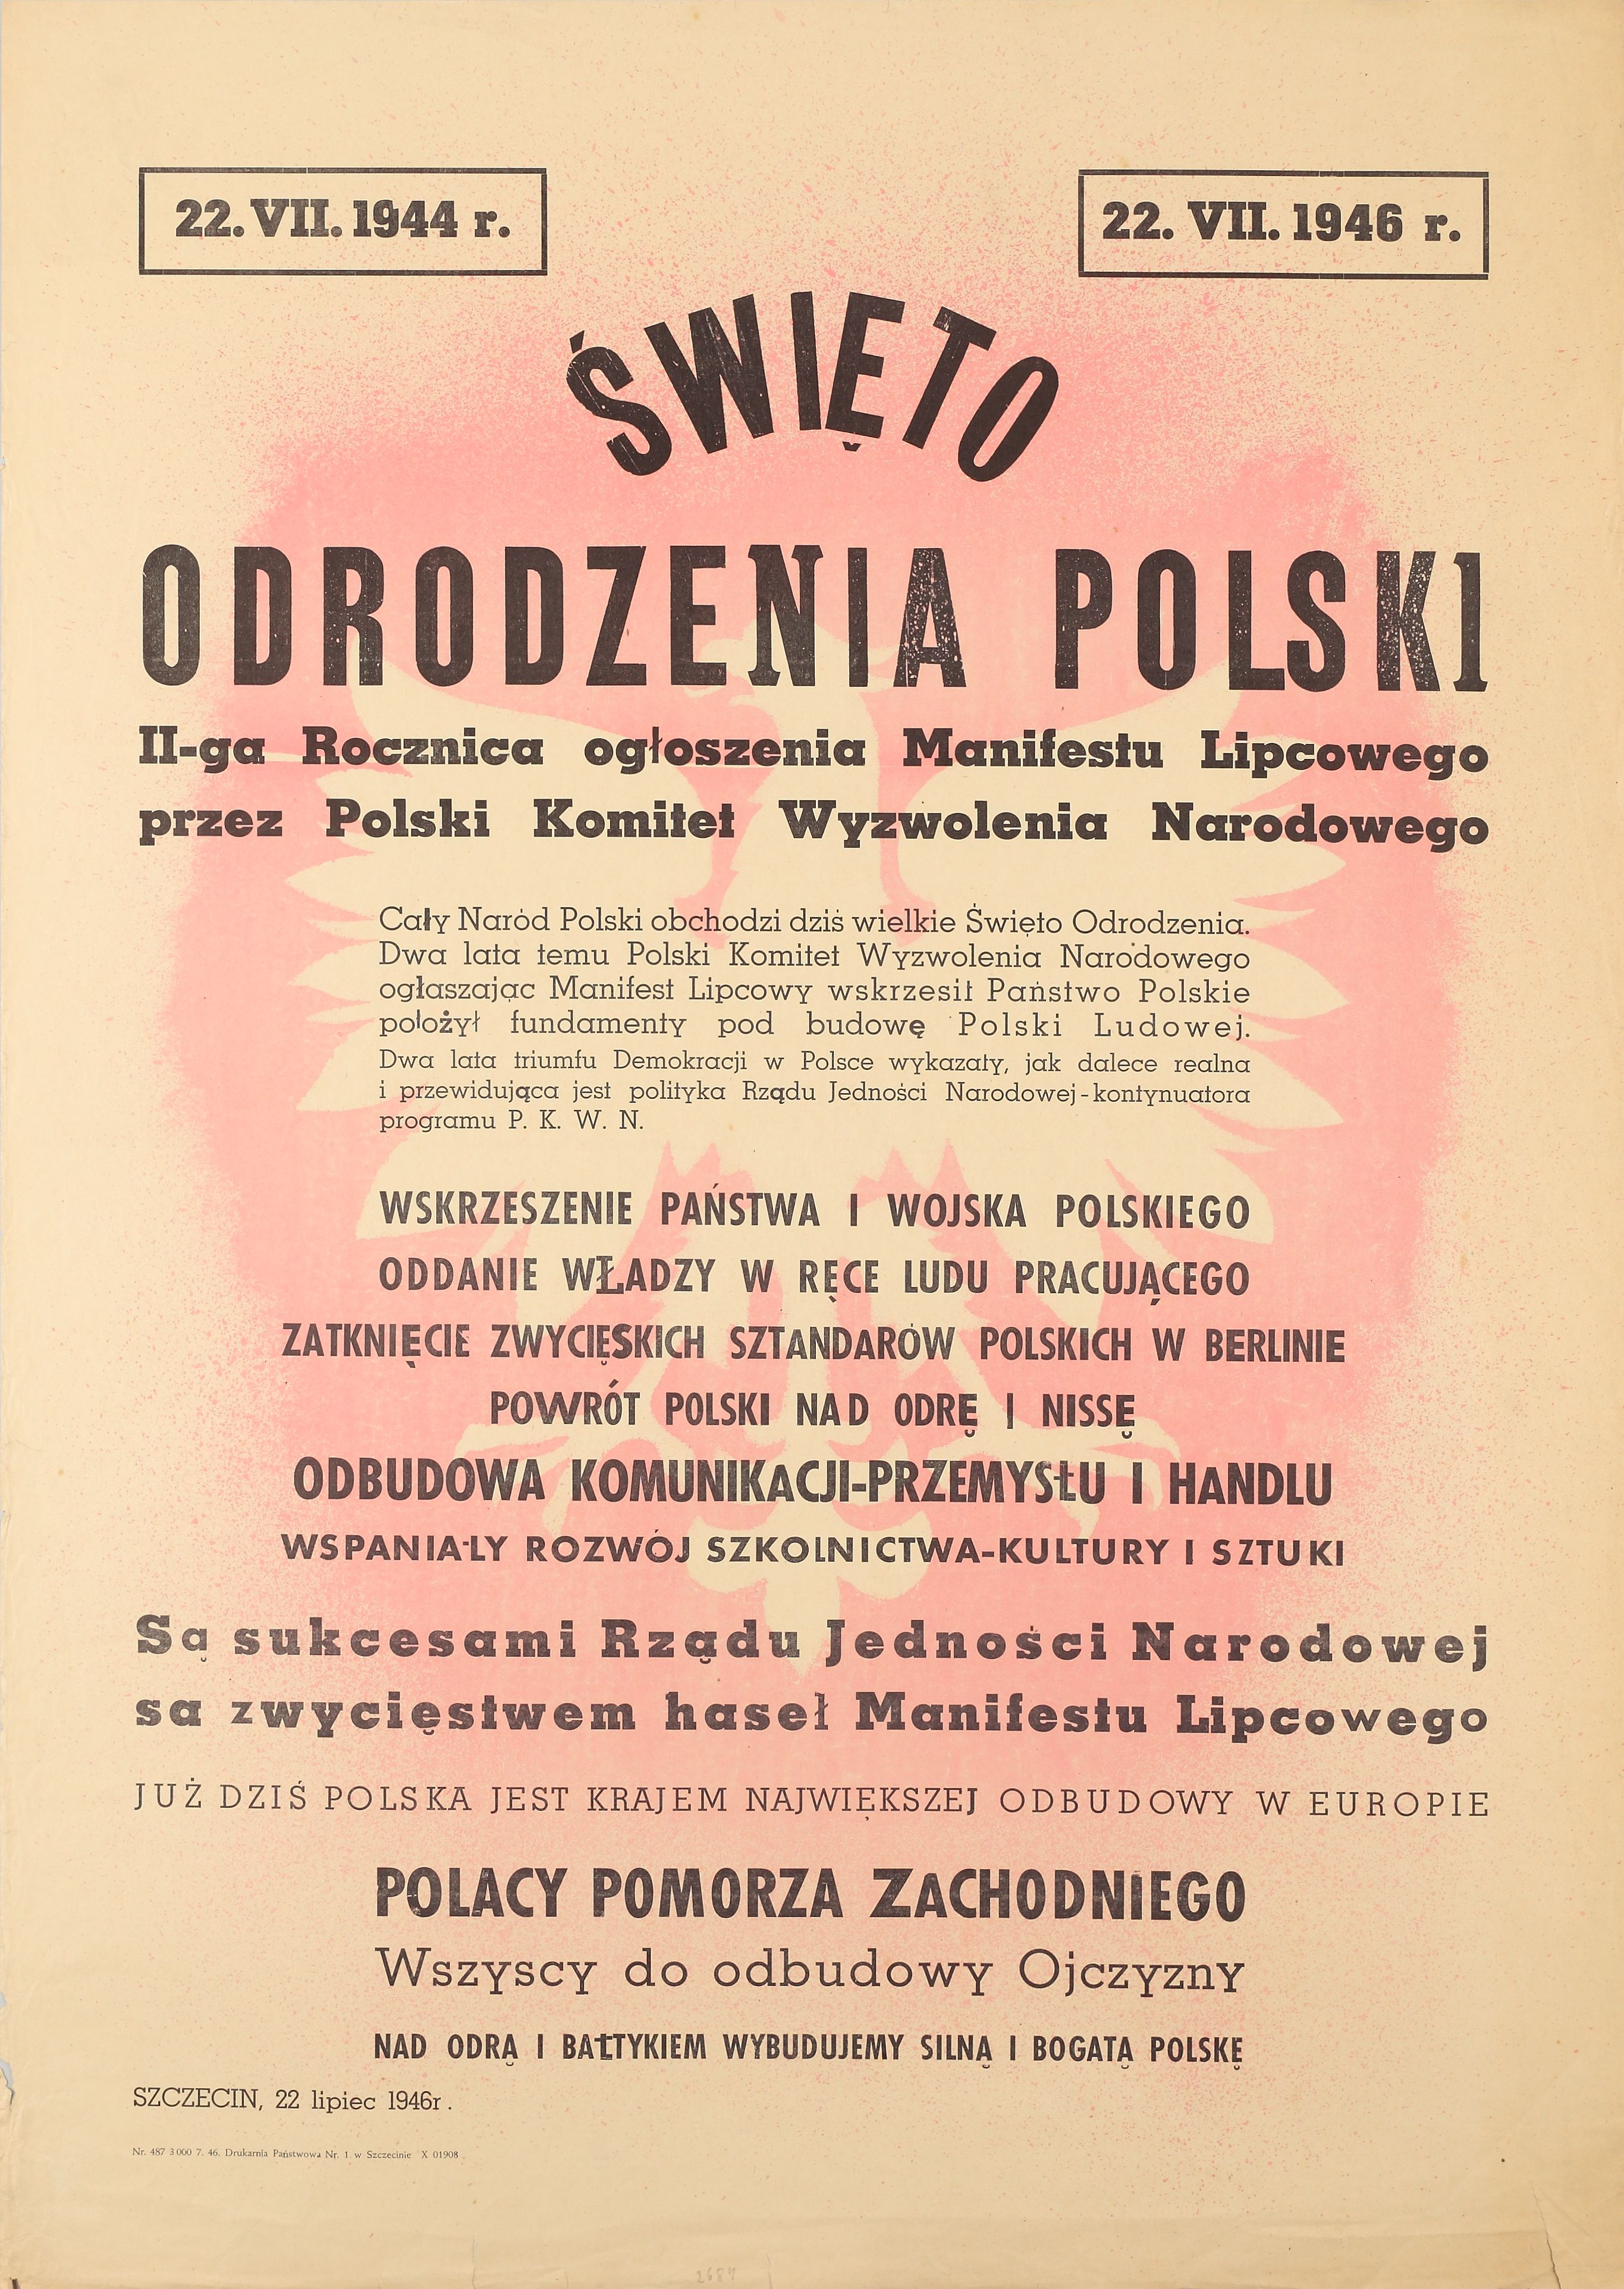 22. VII. 1944 r.
22. VII. 1946 r.
ŚWIĘTO
ODRODZENIA POLSKI
II-ga Rocznica ogłoszenia Manifestu Lipcowego
przez Polski Komitet Wyzwolenia Narodowego
Cały Naród Polski obchodzi dziś wielkie Święto Odrodzenia.
Dwa lata temu Polski Komitet Wyzwolenia Narodowego
ogłaszając Manifest Lipcowy wskrzesił Państwo Polskie
położył fundamenty pod budowę Polski Ludowej.
Dwa lata triumfu Demokracji w Polsce wykazały, jak dalece realna
i przewidująca jest polityka Rządu Jedności Narodowej-kontynuatora
programu P. K. W. N.
WSKRZESZENIE PAŃSTWA I WOJSKA POLSKIEGO
ODDANIE WŁADZY W RĘCE LUDU PRACUJĄCEGO
ZATKNIĘCIE ZWYCIĘSKICH SZTANDARÓW POLSKICH W BERLINIE
POWRÓT POLSKI NAD ODRĘ I NISSĘ
ODBUDOWA KOMUNIKACJI-PRZEMYSŁU I HANDLU
WSPANIAŁY ROZWÓJ SZKOLNICTWA-KULTURY I SZTUKI
Są sukcesami Rządu Jedności Narodowej
sa zwycięstwem haseł Manifestu Lipcowego
JUŻ DZIŚ POLSKA JEST KRAJEM NAJWIĘKSZEJ ODBUDOWY W EUROPIE
POLACY POMORZA ZACHODNIEGO
Wszyscy do odbudowy Ojczyzny
NAD ODRĄ I BAŁTYKIEM WYBUDUJEMY SILNĄ I BOGATĄ POLSKĘ
SZCZECIN, 22 lipiec 1946r.
Nr. 487 3000 7. 46. Drukarnia Państwowa Nr. 1 w Szczecinie X 01908
2687